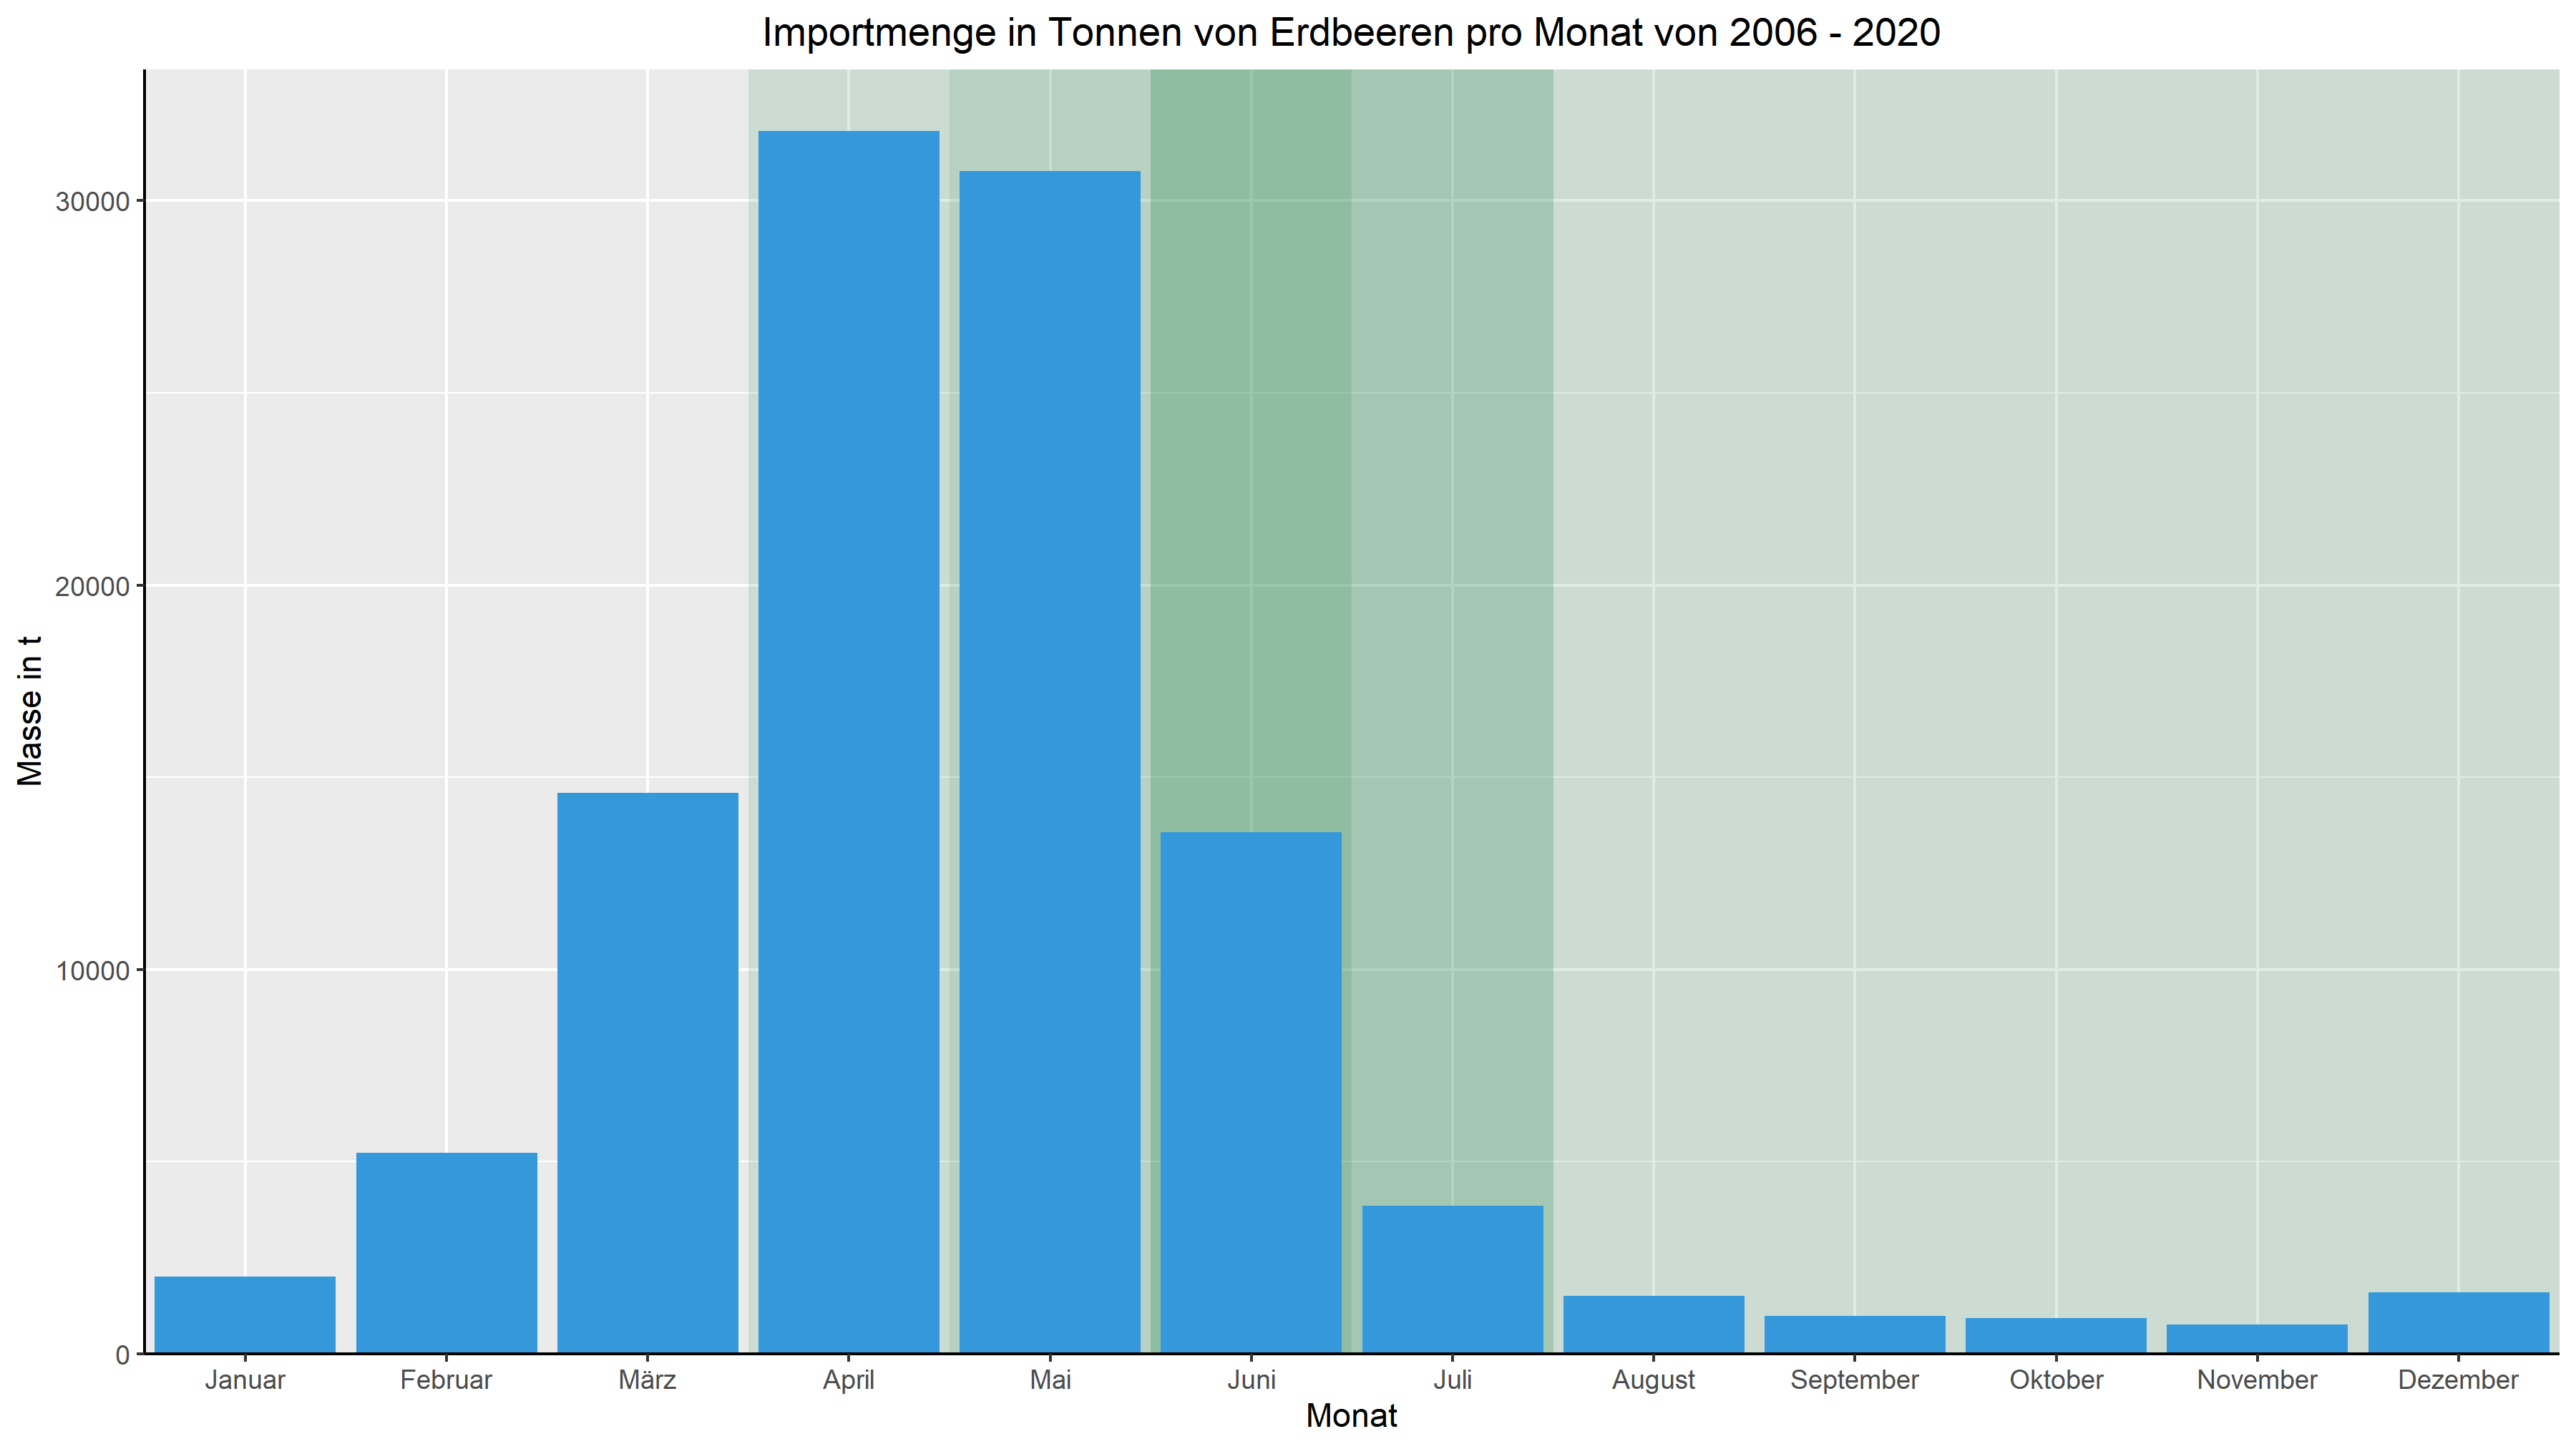 Importmenge in Tonnen von Erdbeeren pro Monat von 2006 - 2020
Masse in t
30000
20000
10000
0
Januar Februar März April Mai Juni Juli August September Oktober November Dezember
Monat